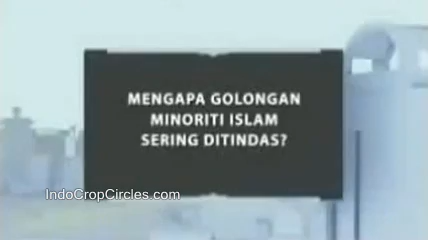 MENGAPA GOLONGAN
MINORITI ISLAM
SERING DITINDAS?
IndoCropCircles.com